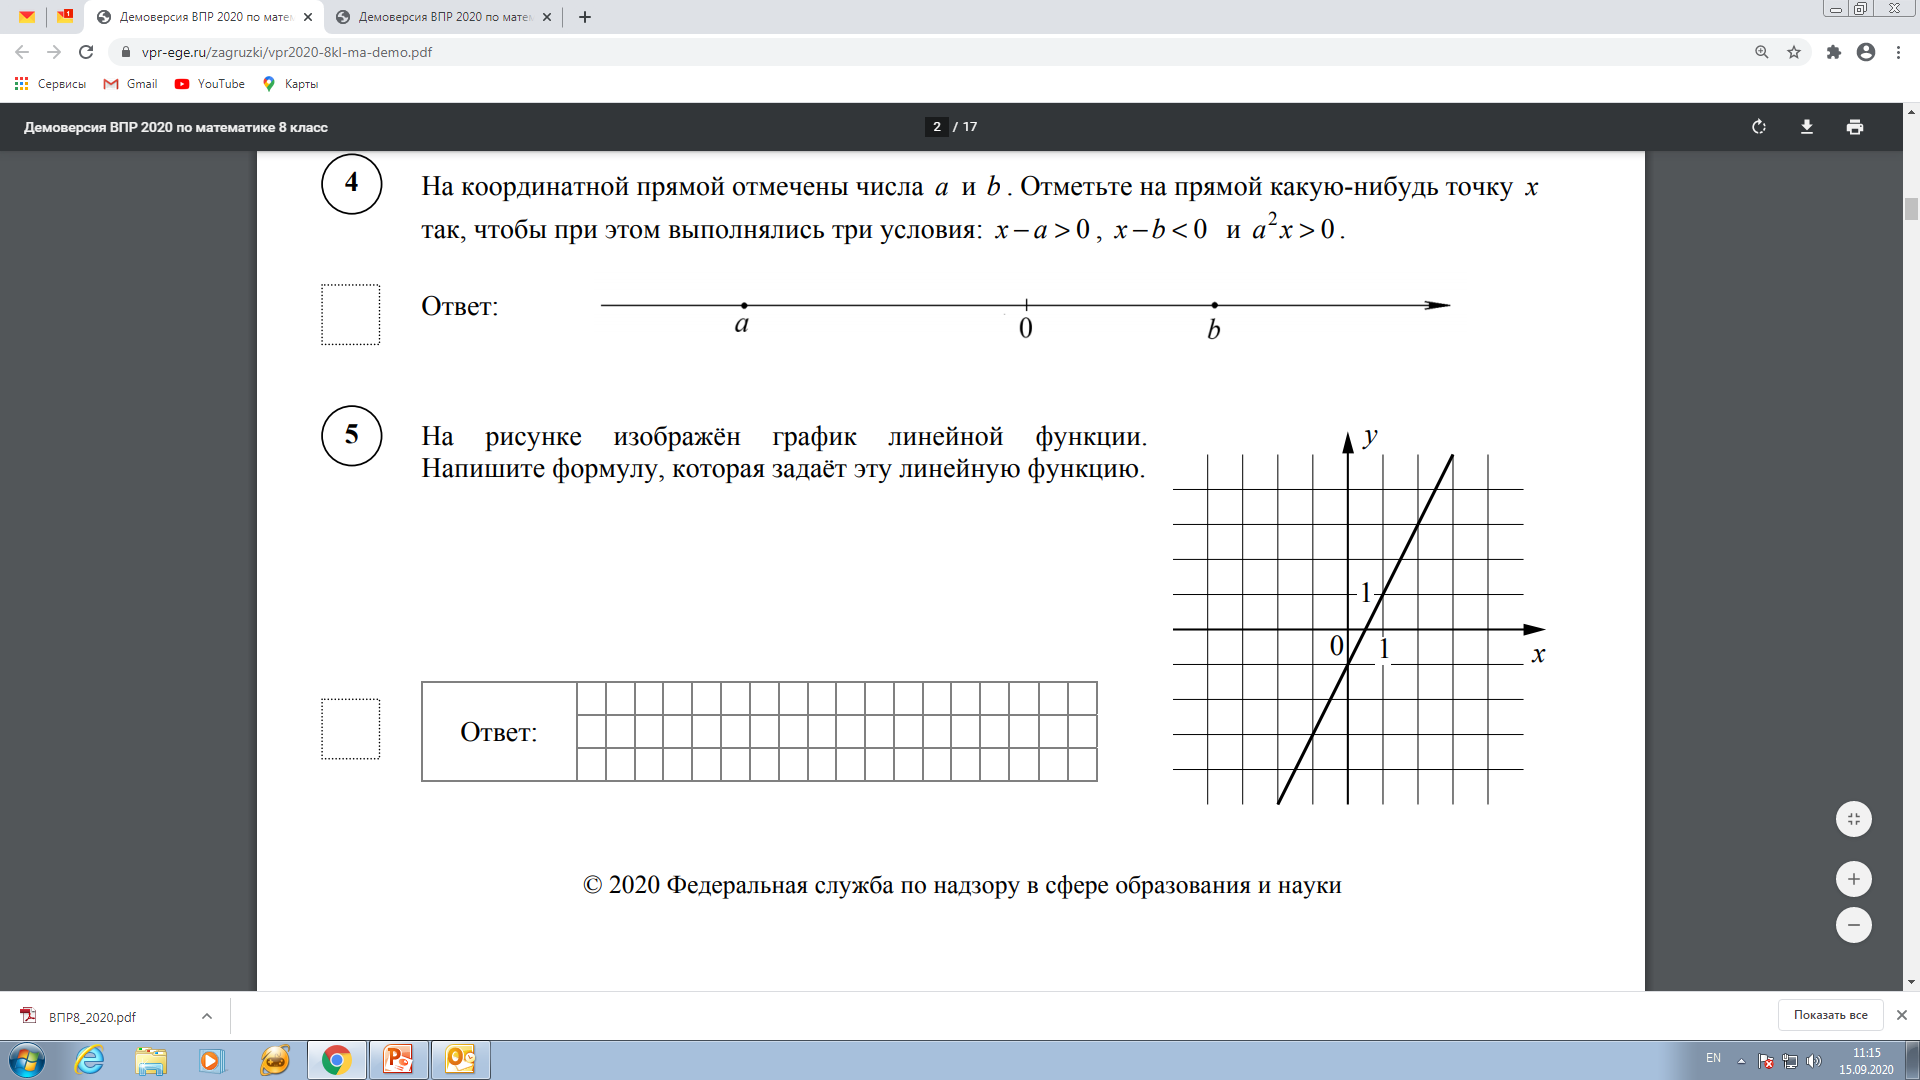 Демоверсия ВПР 2020 по матем
Демоверсия ВПР 2020 по матем
vpr-ege.ru/zagruzki/vpr2020-8kl-ma-demo.pdf
Сервисы
Gmail
YouTube
Карты
Демоверсия ВПР 2020 по математике 8 класс
2 / 17
4
На координатной прямой отмечены числа a и b . Отметьте на прямой какую-нибудь точку x
так, чтобы при этом выполнялись три условия: x − a > 0 , x − b < 0 и a²x > 0 .
Ответ:
a
0
b
5
На рисунке изображён график линейной функции.
Напишите формулу, которая задаёт эту линейную функцию.
y
1
0
1
x
Ответ:
© 2020 Федеральная служба по надзору в сфере образования и науки
ВПР8_2020.pdf
Показать все
EN
11:15
15.09.2020